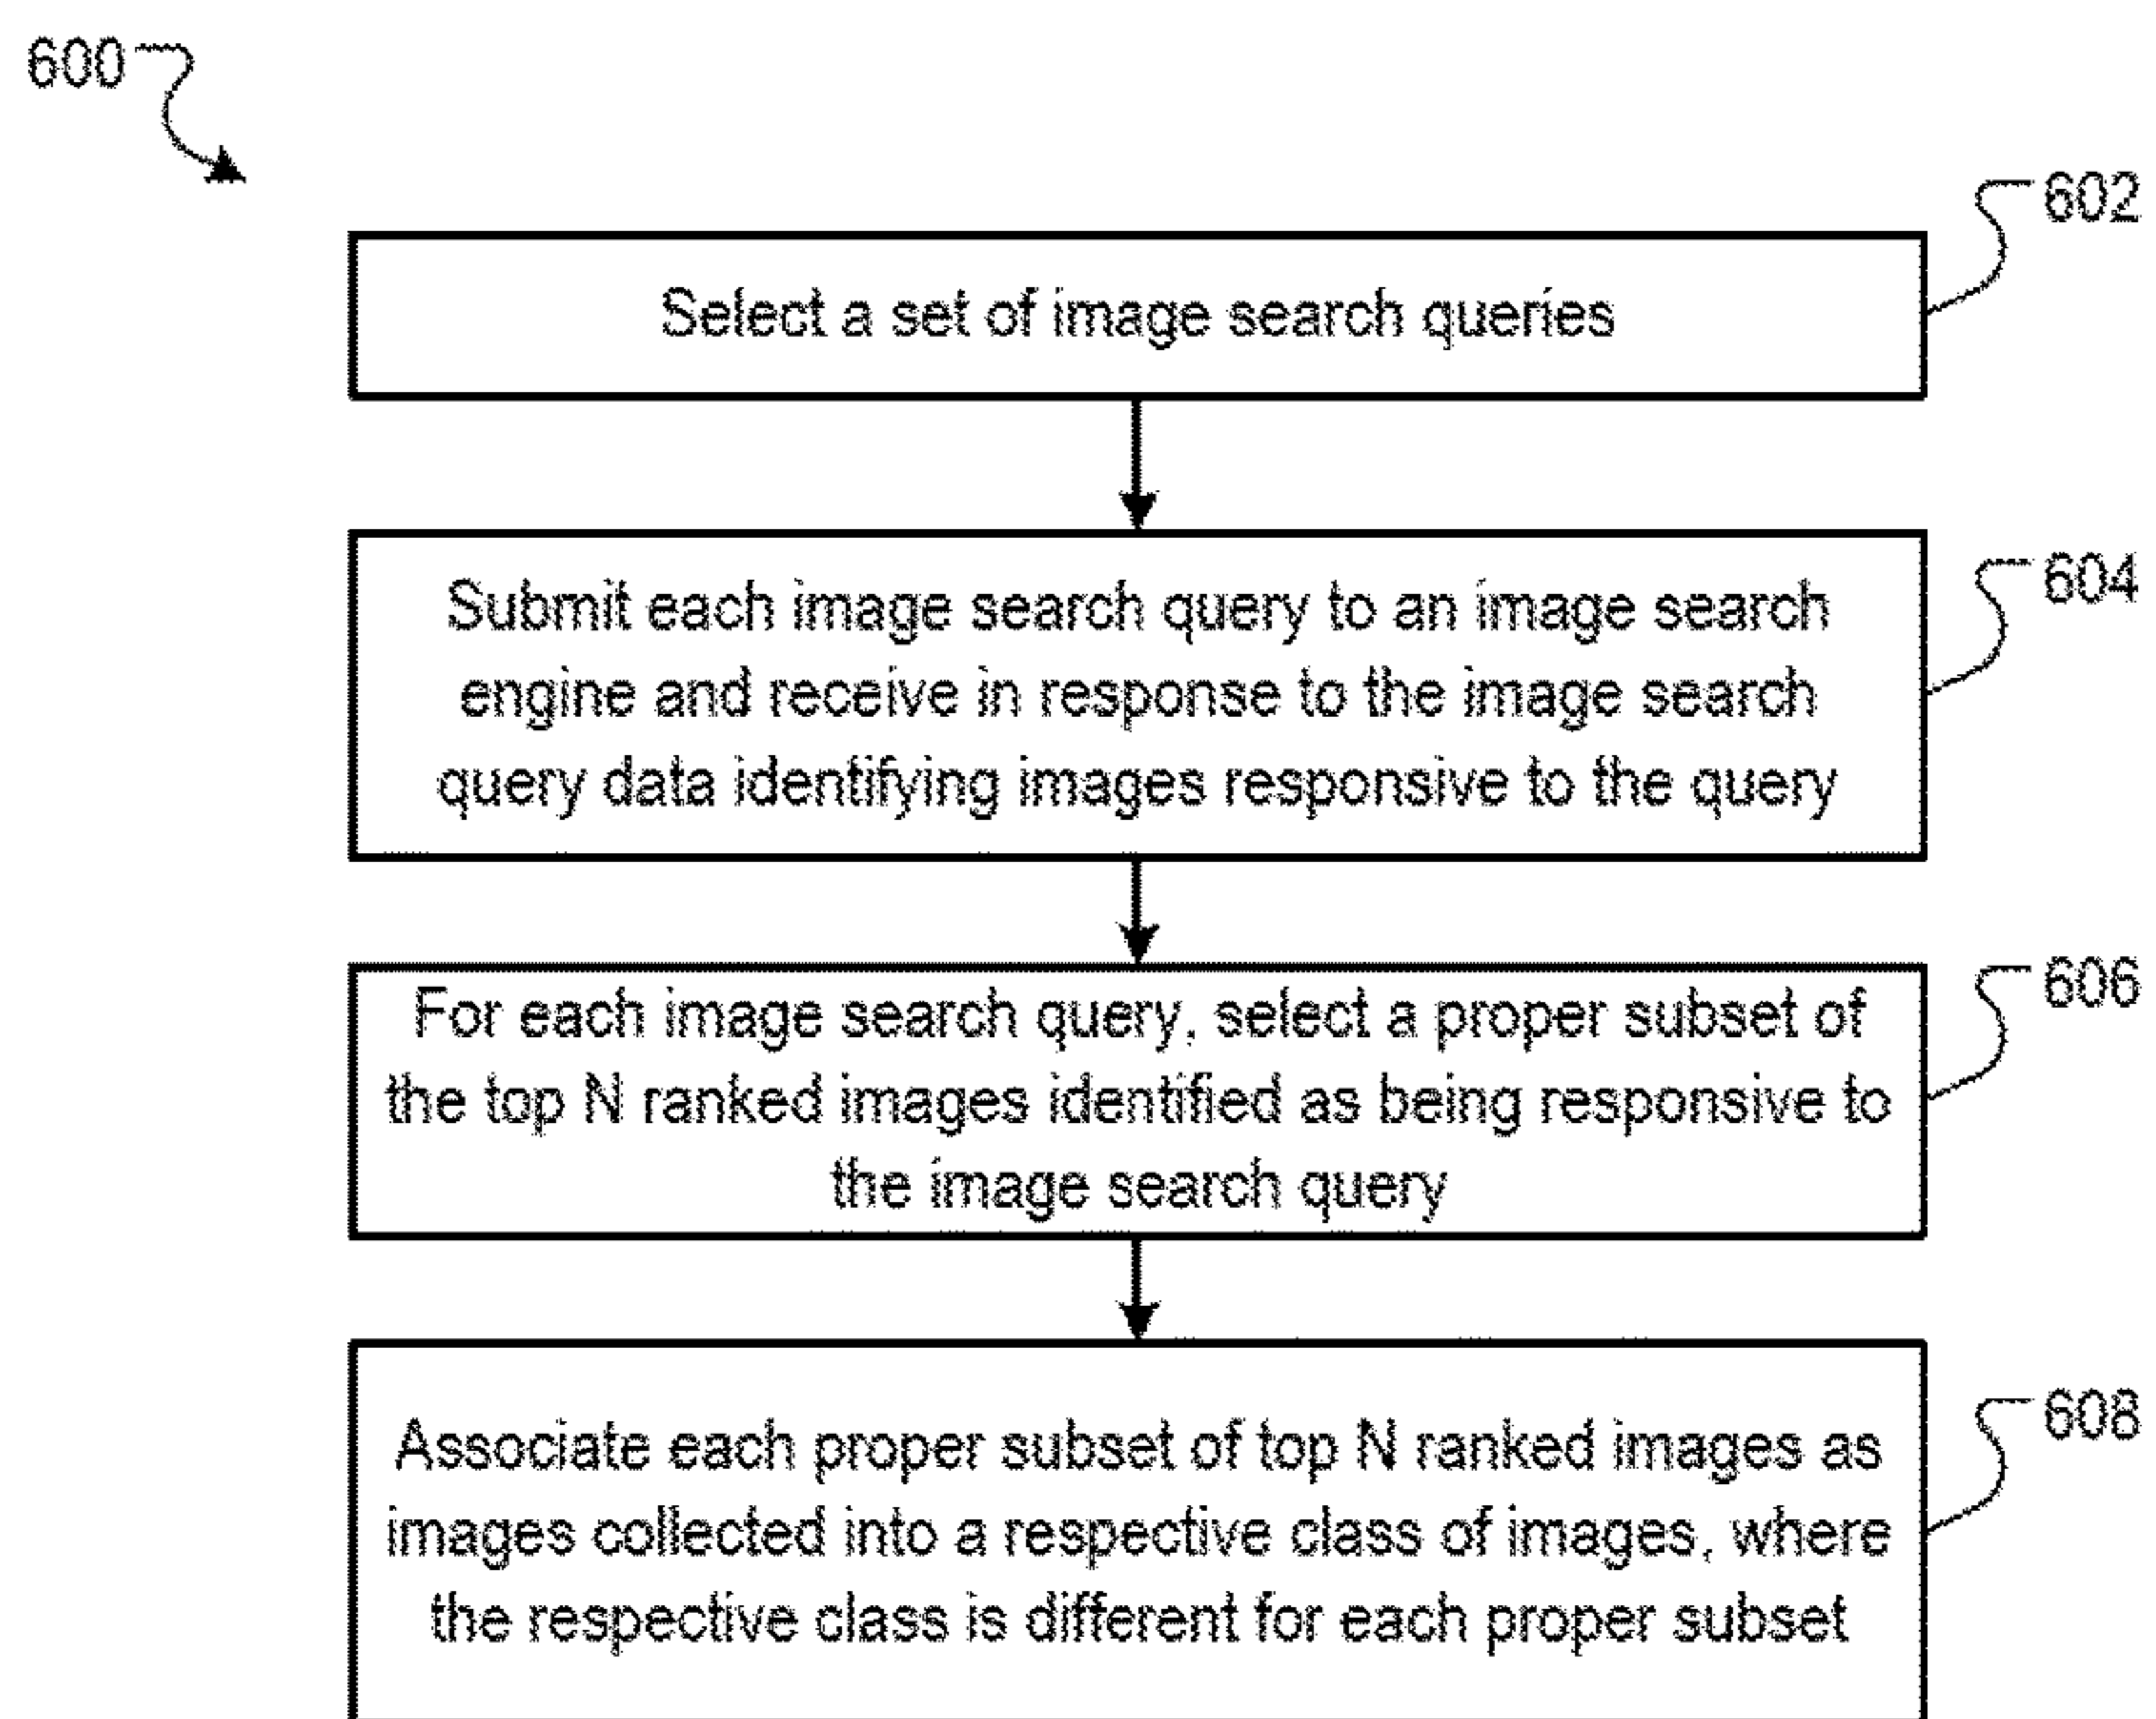 600
602
Select a set of image search queries
604
Submit each image search query to an image search
engine and receive in response to the image search
query data identifying images responsive to the query
606
For each image search query, select a proper subset of
the top N ranked images identified as being responsive to
the image search query
608
Associate each proper subset of top N ranked images as
images collected into a respective class of images, where
the respective class is different for each proper subset